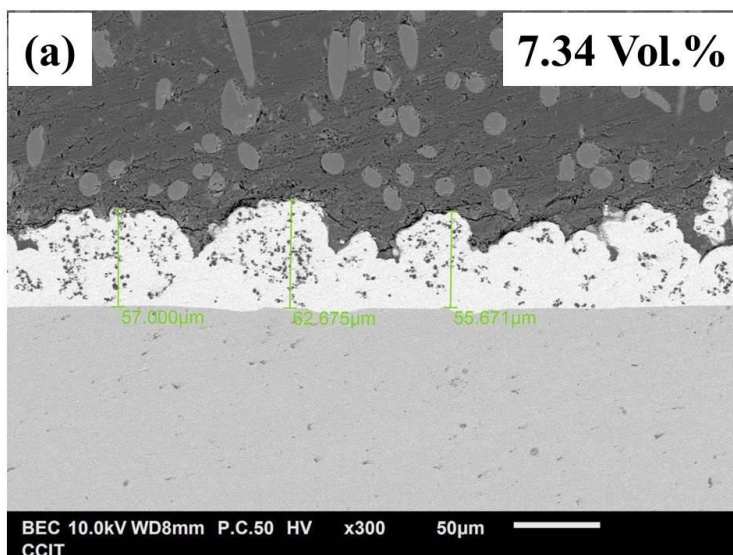 (a)
7.34 Vol.%
57.000μm
62.675μm
55.671μm
BEC 10.0kV WD8mm P.C.50 HV x300 50μm
CCIT